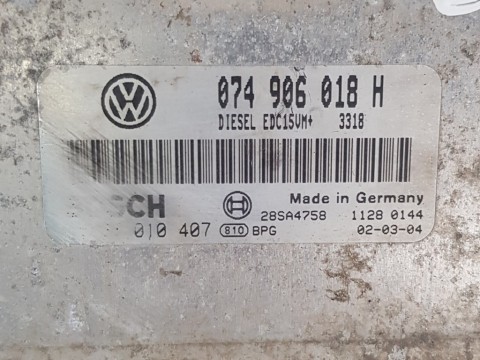 074 906 018 H
DIESEL EDC15VM+ 3318
SCH Made in Germany
28SA4758 1128 0144
010 407 810 BPG 02-03-04